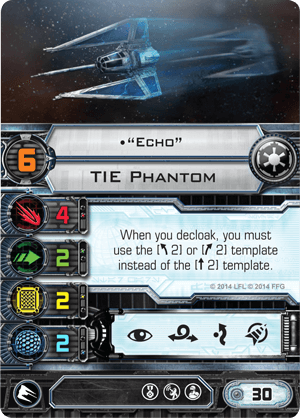 •“Echo”
6
TIE Phantom
4
2
2
2
When you decloak, you must
use the [↰ 2] or [↱ 2] template
instead of the [↑ 2] template.
© 2014 LFL © 2014 FFG
30